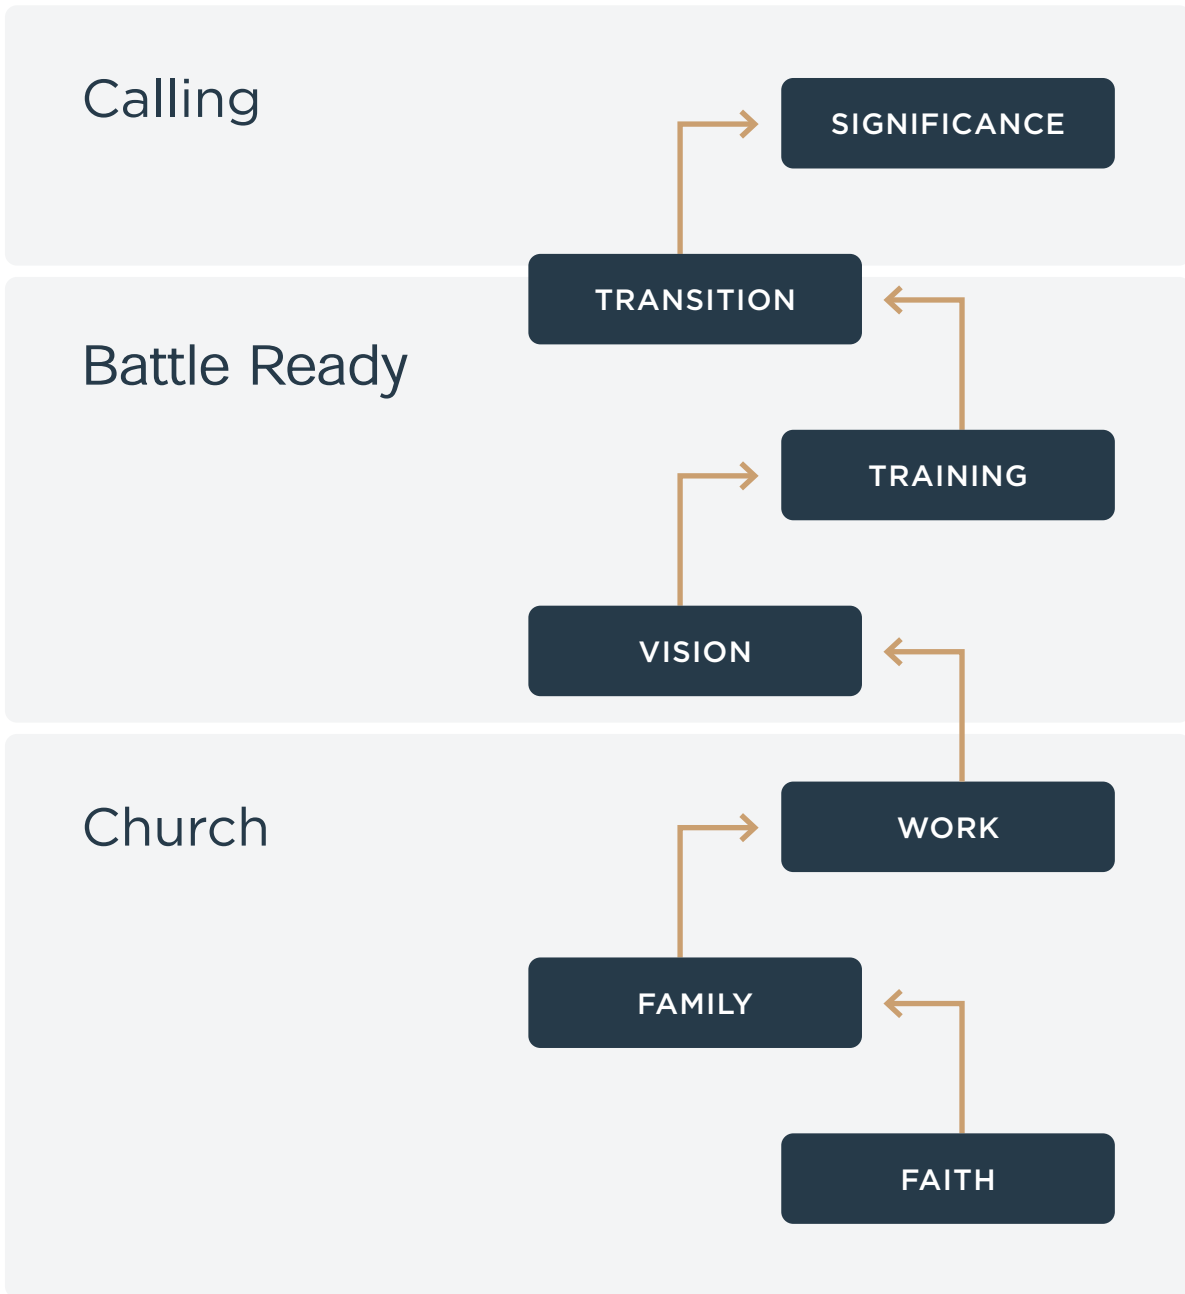 Calling
SIGNIFICANCE
TRANSITION
Battle Ready
TRAINING
VISION
Church
WORK
FAMILY
FAITH